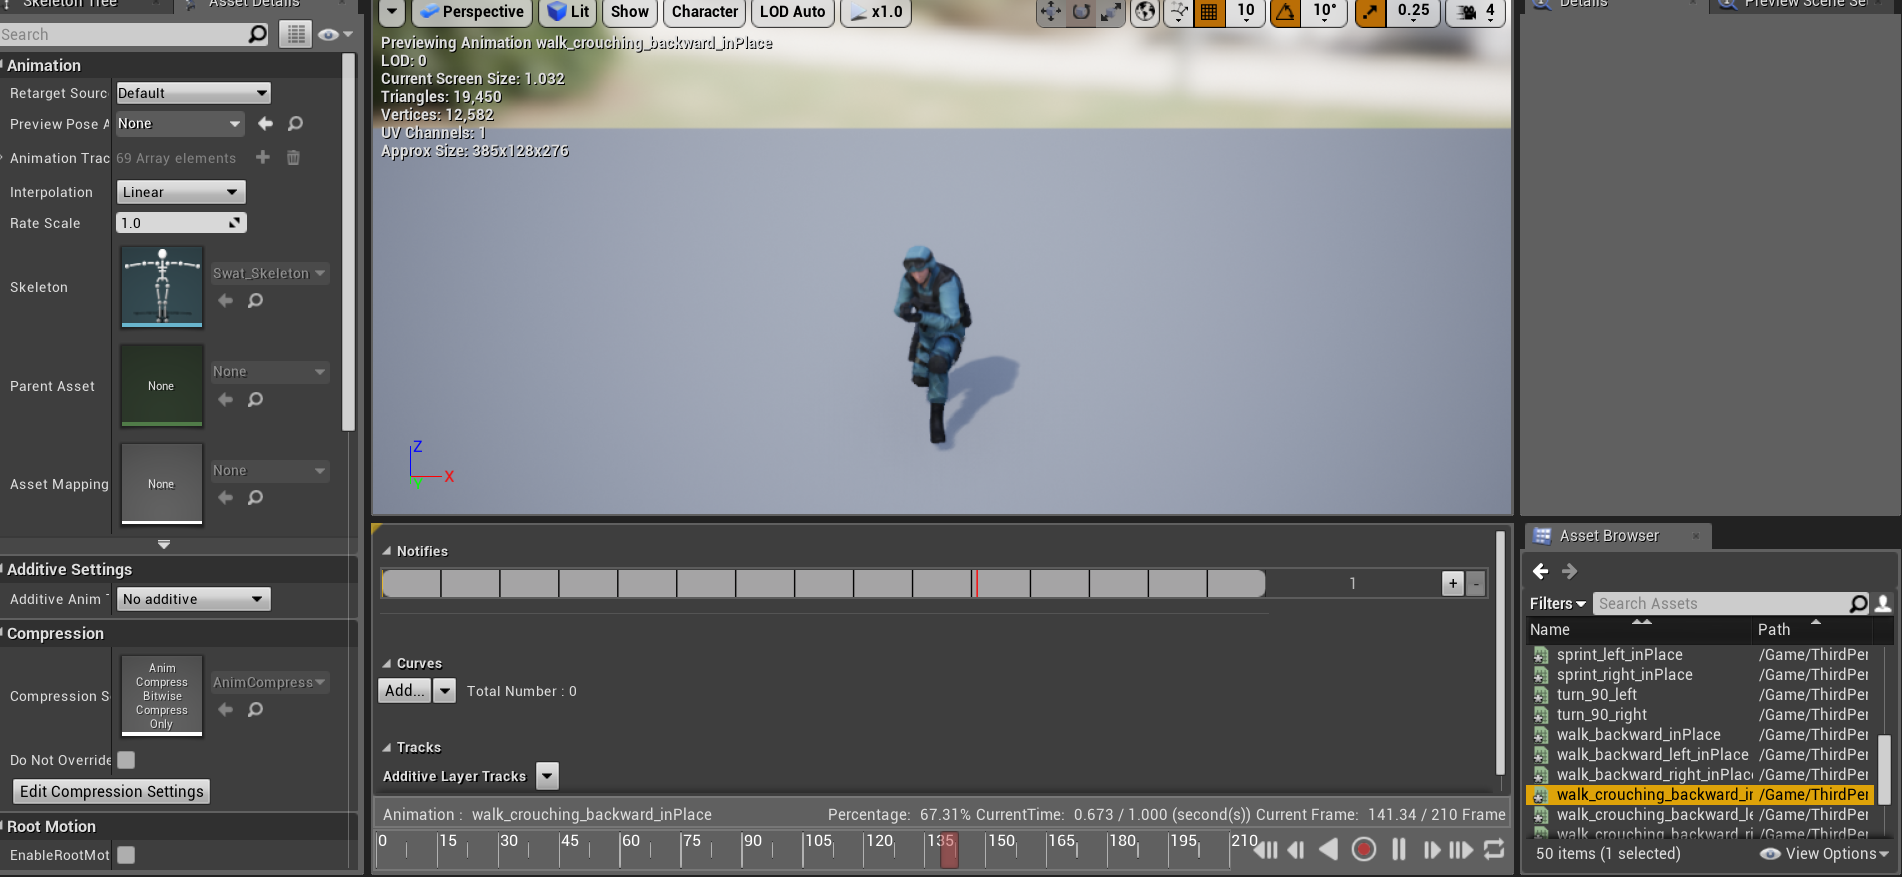 Skeleton Tree
Asset Details
Search
Animation
Retarget Sourc
Default
Preview Pose A
None
Animation Trac
69 Array elements
Interpolation
Linear
Rate Scale
1.0
Skeleton
Swat_Skeleton
Parent Asset
None
None
Asset Mapping
None
None
Additive Settings
Additive Anim
No additive
Compression
Compression S
Anim
Compress
Bitwise
Compress
Only
AnimCompress
Do Not Override
Edit Compression Settings
Root Motion
EnableRootMot
Perspective
Lit
Show
Character
LOD Auto
x1.0
10
10°
0.25
4
Previewing Animation walk_crouching_backward_inPlace
LOD: 0
Current Screen Size: 1.032
Triangles: 19,450
Vertices: 12,582
UV Channels: 1
Approx Size: 385x128x276
Z
X
Y
Notifies
1
+
-
Curves
Add...
Total Number : 0
Tracks
Additive Layer Tracks
Animation : walk_crouching_backward_inPlace
Percentage: 67.31% CurrentTime: 0.673 / 1.000 (second(s)) Current Frame: 141.34 / 210 Frame
0 15 30 45 60 75 90 105 120 135 150 165 180 195 210
Details
Preview Scene Se
Asset Browser
Filters
Search Assets
Name
Path
sprint_left_inPlace /Game/ThirdPer
sprint_right_inPlace /Game/ThirdPer
turn_90_left /Game/ThirdPer
turn_90_right /Game/ThirdPer
walk_backward_inPlace /Game/ThirdPer
walk_backward_left_inPlace /Game/ThirdPer
walk_backward_right_inPlac /Game/ThirdPer
walk_crouching_backward_ir /Game/ThirdPer
walk_crouching_backward_le /Game/ThirdPer
walk_crouching_backward_ri /Game/ThirdPer
50 items (1 selected)
View Options